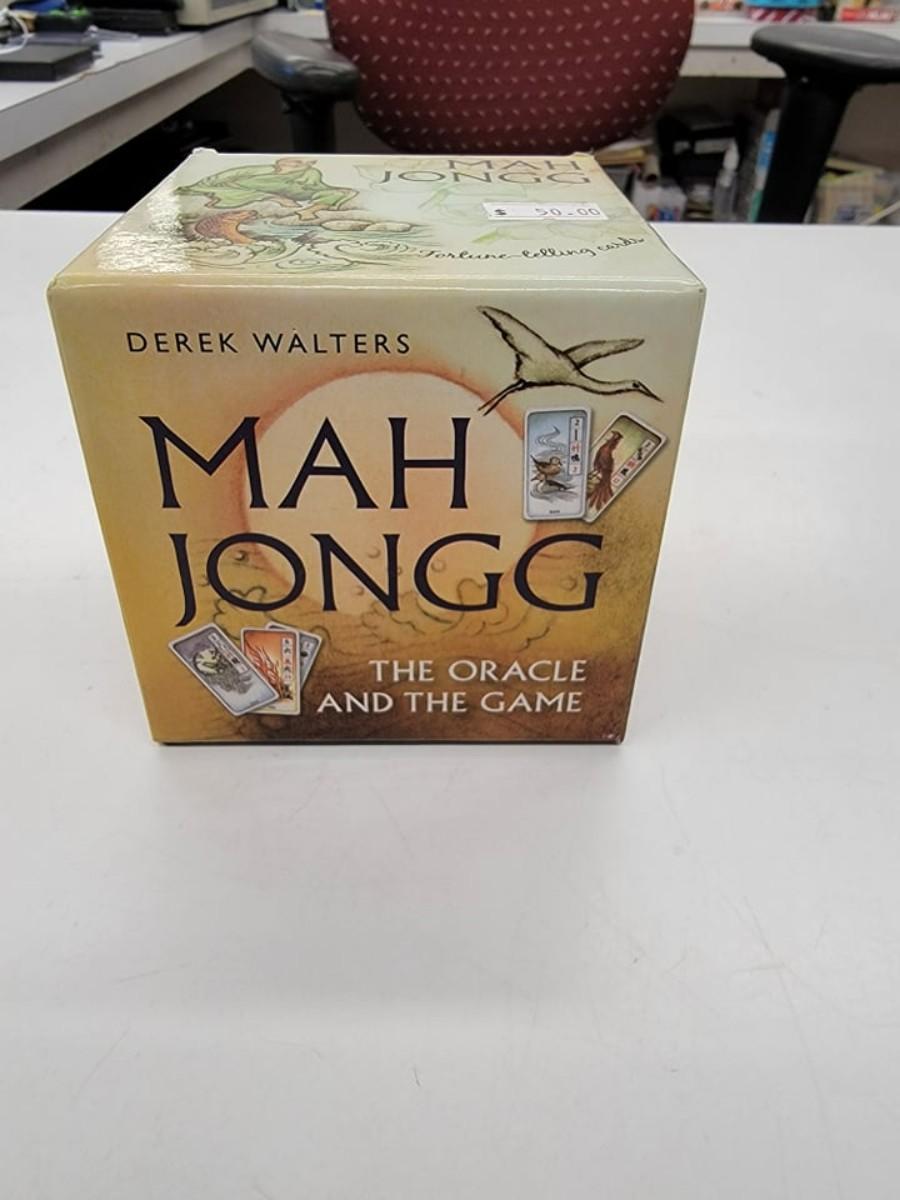 MAH
JONGG
$ 50.00
Fortune-telling cards
DEREK WALTERS
MAH
JONGG
THE ORACLE
AND THE GAME